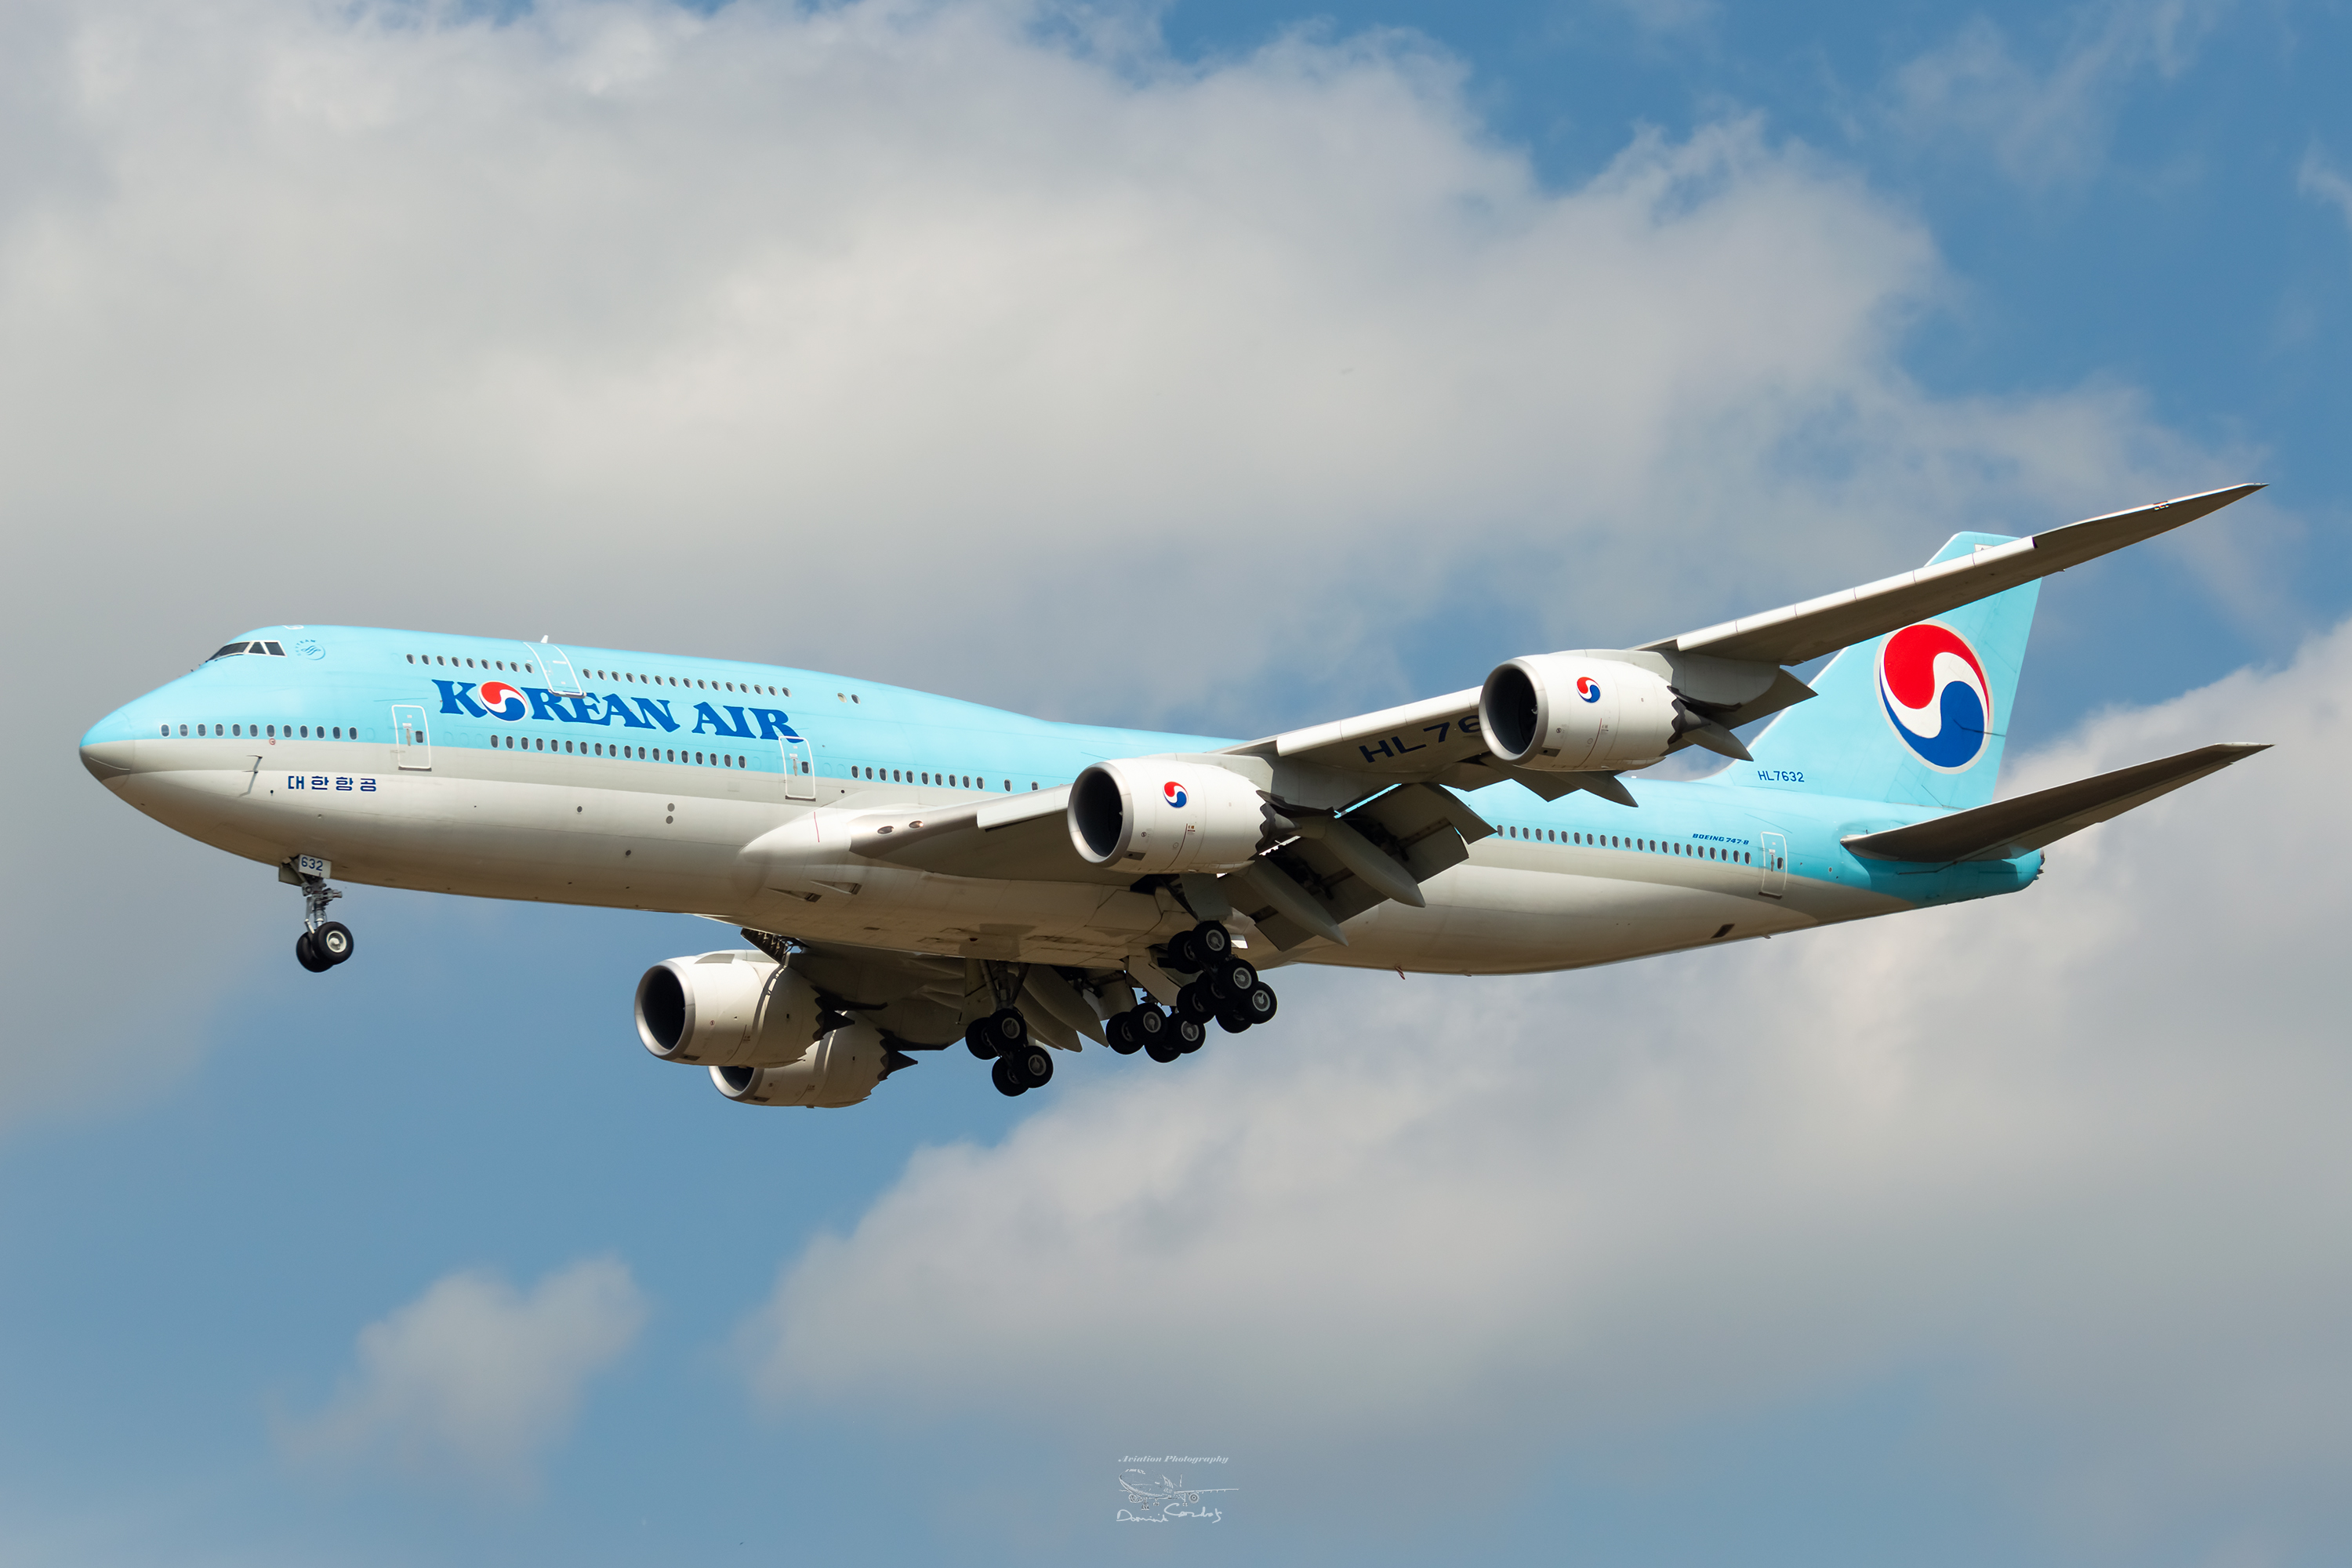 KOREAN AIR
대한항공
632
HL76
HL7632
BOEING 747-8
Aviation Photography